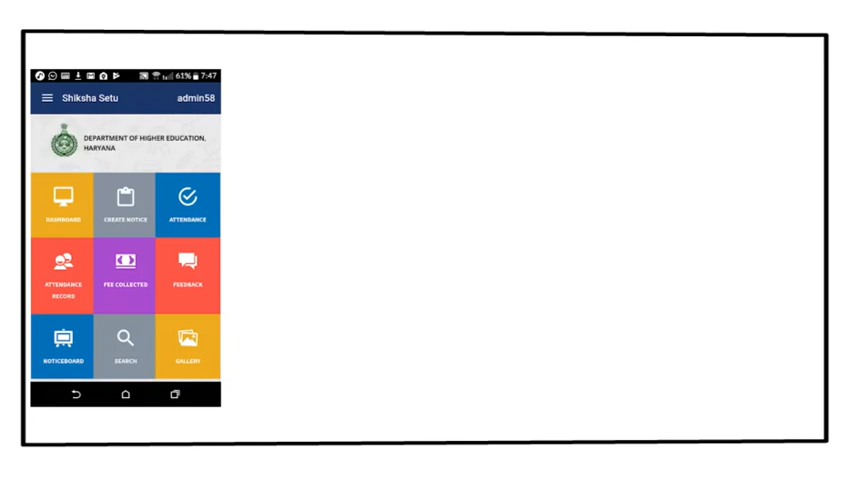 61% 7:47
Shiksha Setu admin58
DEPARTMENT OF HIGHER EDUCATION,
HARYANA
DASHBOARD CREATE NOTICE ATTENDANCE
ATTENDANCE
RECORD FEE COLLECTED FEEDBACK
NOTICEBOARD SEARCH GALLERY